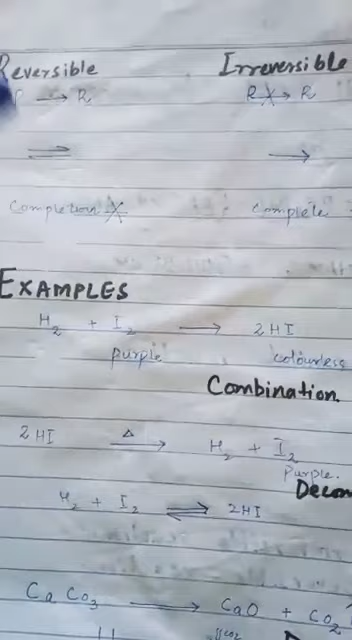 Reversible Irreversible
P → R R ↛ R
⇌ →
Completion X Complete
EXAMPLES
H₂ + I₂ → 2HI
purple colourless
Combination
2HI —Δ→ H₂ + I₂
Purple.
Decom
H₂ + I₂ ⇌ 2HI
CaCO₃ → CaO + CO₂